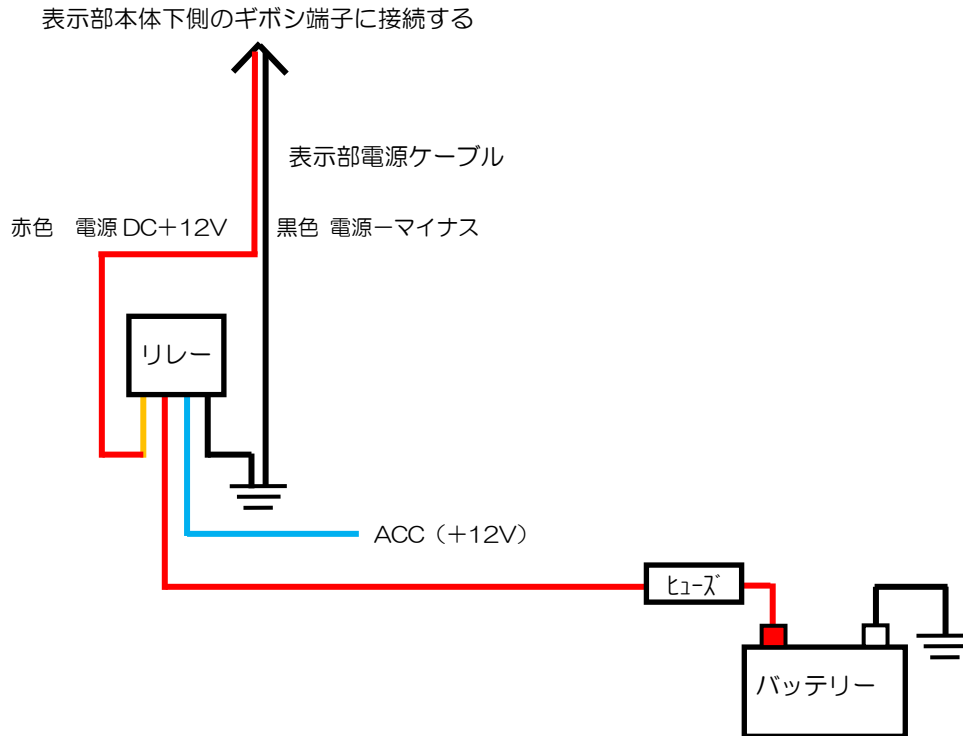 表示部本体下側のギボシ端子に接続する
表示部電源ケーブル
赤色　電源 DC＋12V
黒色 電源－マイナス
リレー
ACC（＋12V）
ﾋｭｰｽﾞ
バッテリー